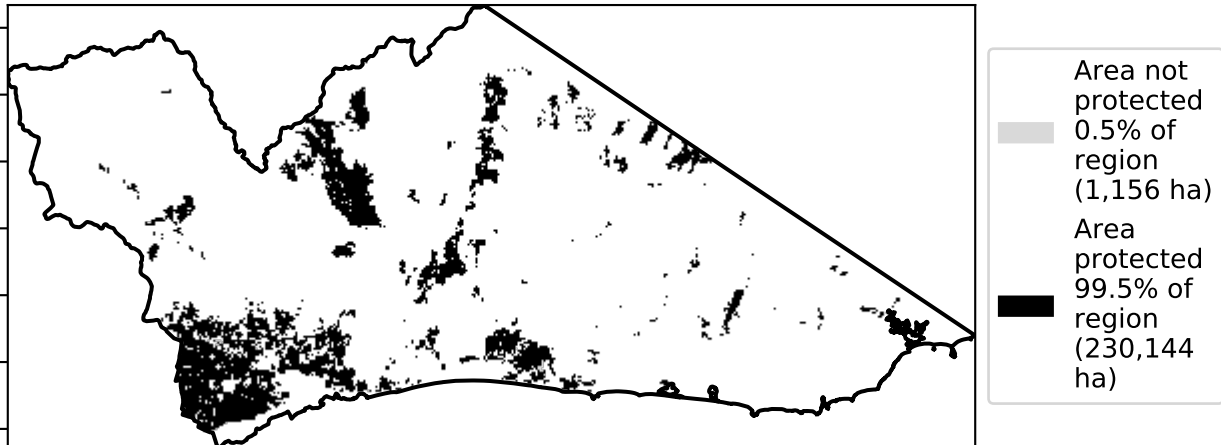 Area not
protected
0.5% of
region
(1,156 ha)
Area
protected
99.5% of
region
(230,144
ha)